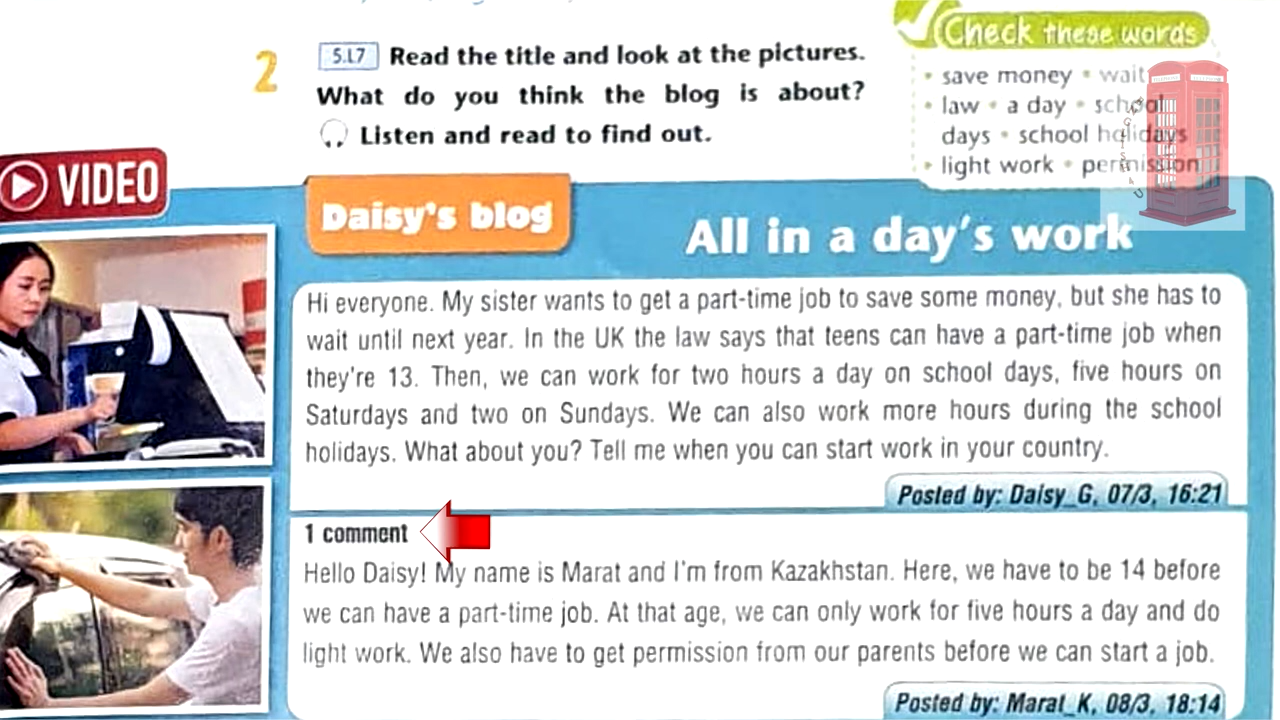 2
5.L7 Read the title and look at the pictures.
What do you think the blog is about?
Listen and read to find out.
Check these words
• save money • wait
• law • a day • school
days • school holidays
• light work • permission
VIDEO
Daisy's blog
All in a day's work
Hi everyone. My sister wants to get a part-time job to save some money, but she has to
wait until next year. In the UK the law says that teens can have a part-time job when
they're 13. Then, we can work for two hours a day on school days, five hours on
Saturdays and two on Sundays. We can also work more hours during the school
holidays. What about you? Tell me when you can start work in your country.
Posted by: Daisy_G, 07/3, 16:21
1 comment
Hello Daisy! My name is Marat and I'm from Kazakhstan. Here, we have to be 14 before
we can have a part-time job. At that age, we can only work for five hours a day and do
light work. We also have to get permission from our parents before we can start a job.
Posted by: Marat_K, 08/3, 18:14